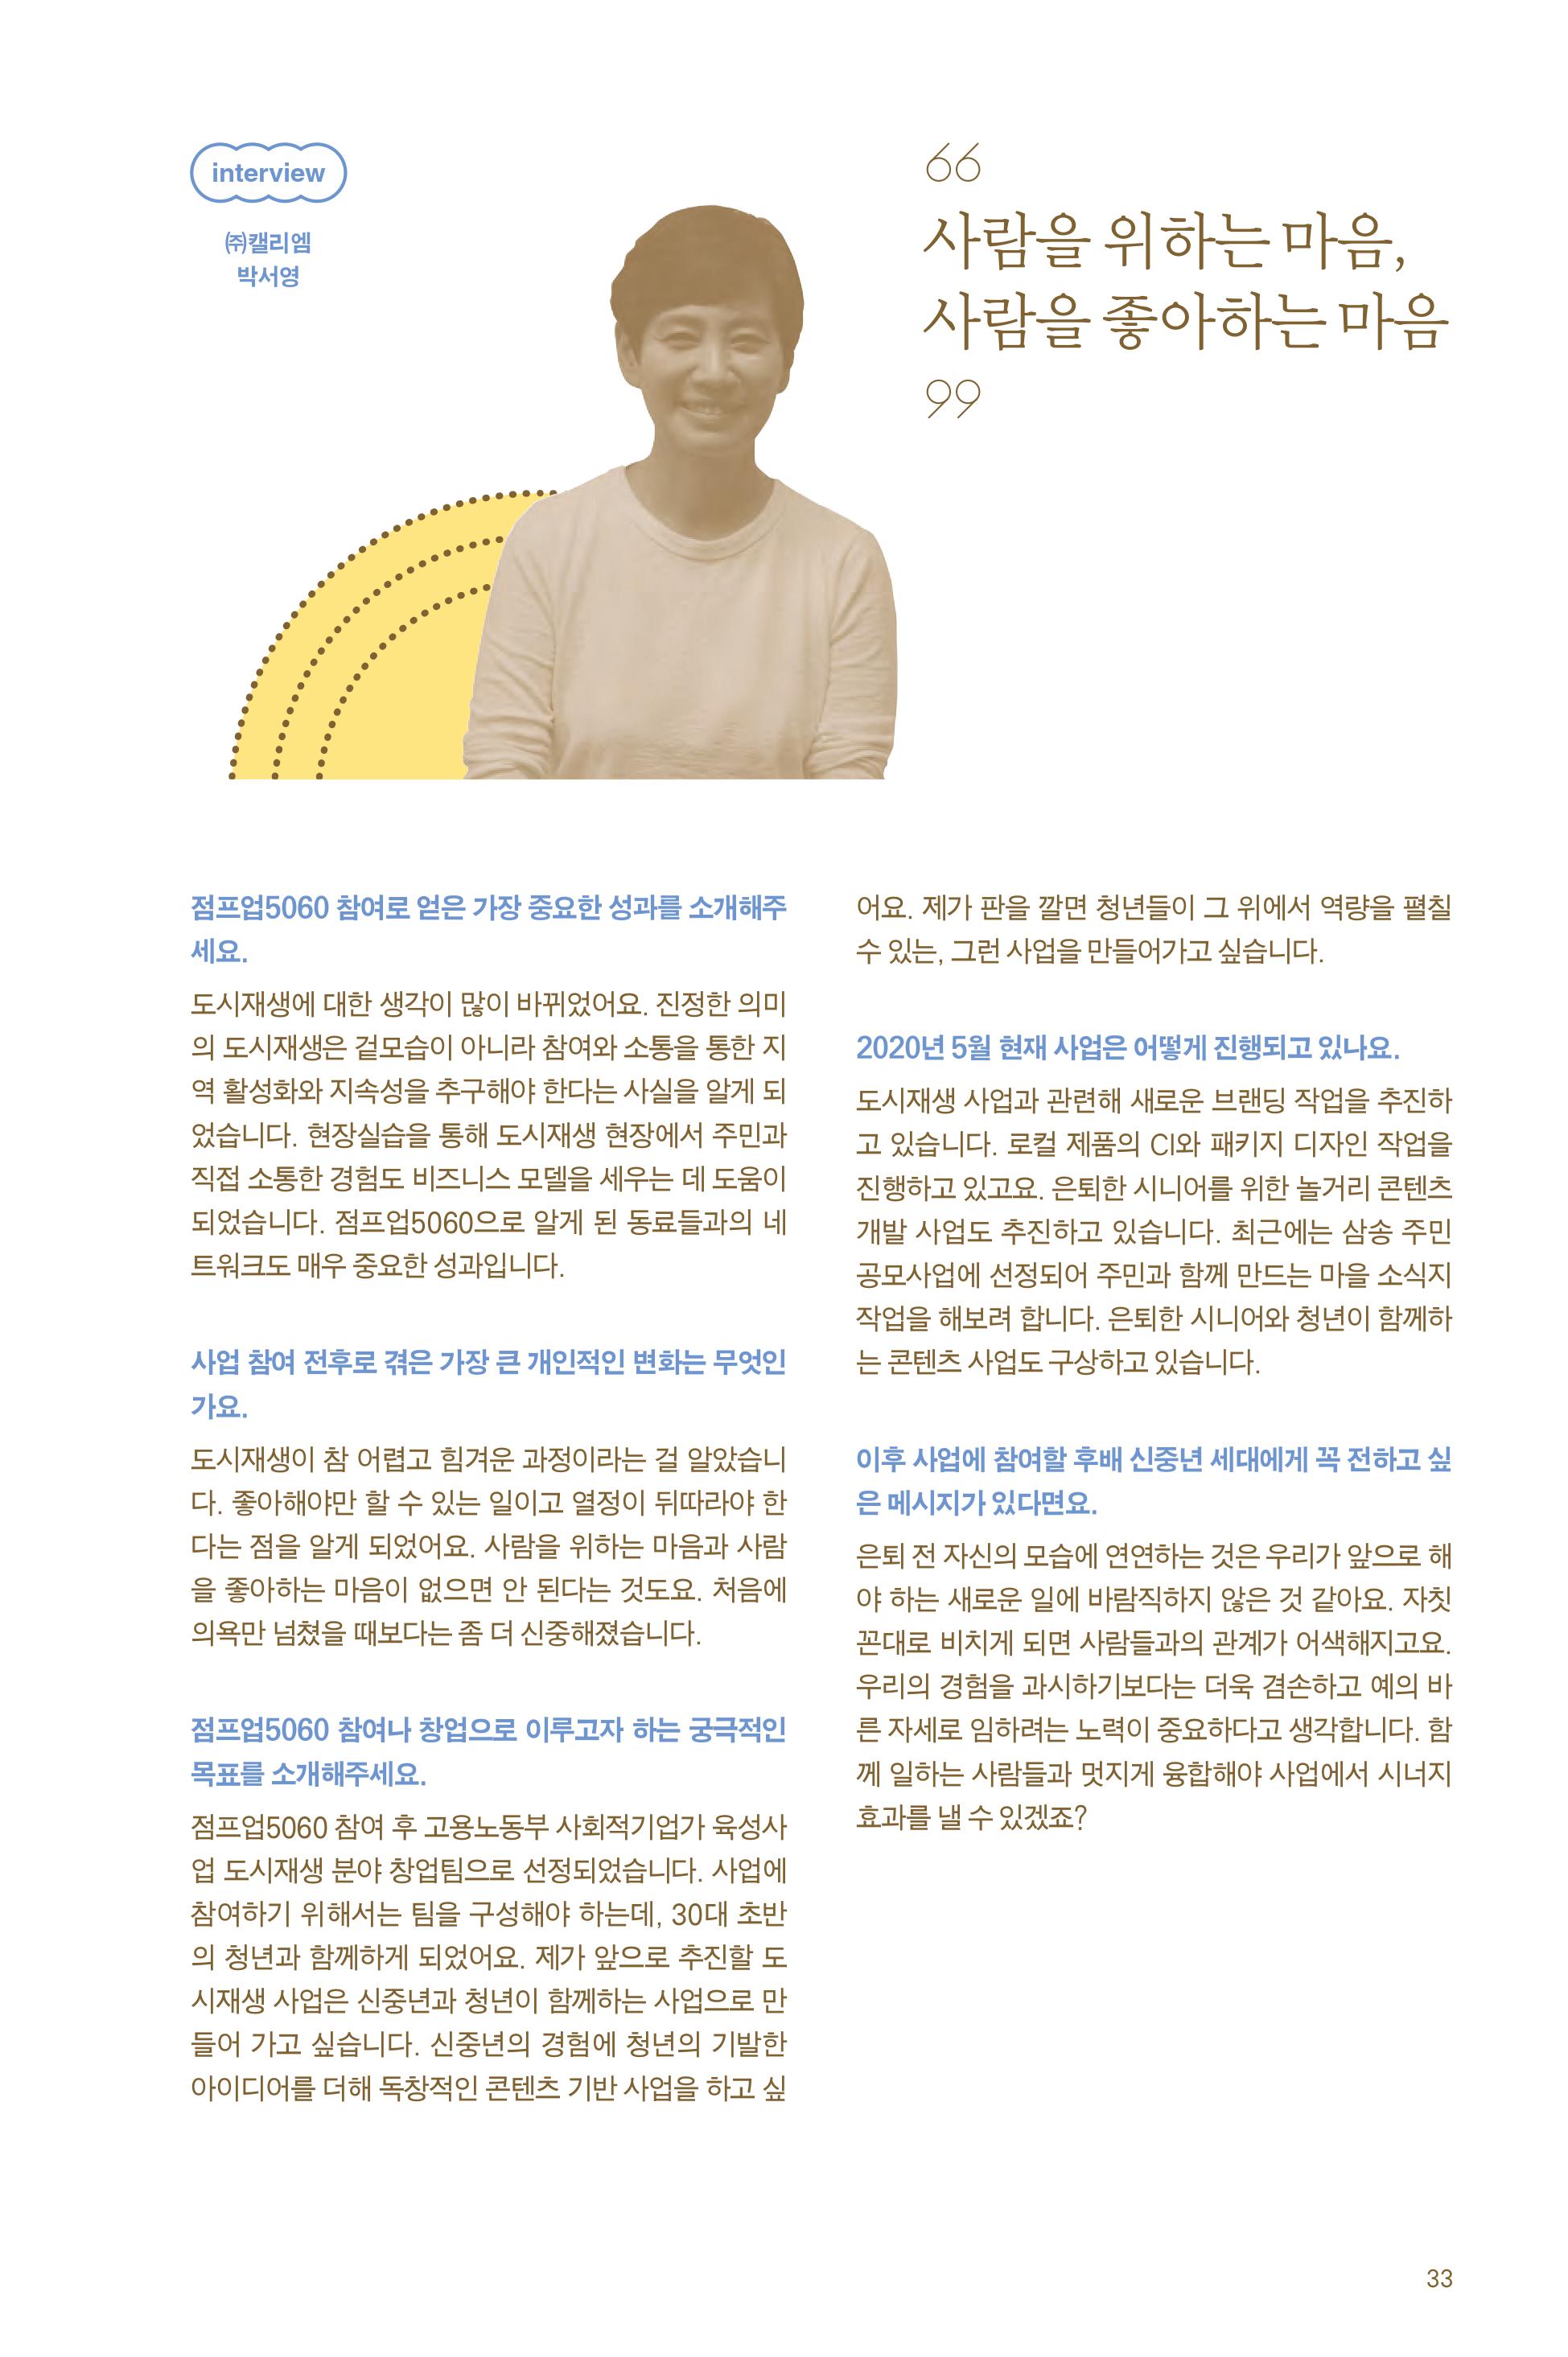 interview
㈜캘리엠
박서영
“
사람을 위하는 마음,
사람을 좋아하는 마음
”
점프업5060 참여로 얻은 가장 중요한 성과를 소개해주
세요.
도시재생에 대한 생각이 많이 바뀌었어요. 진정한 의미
의 도시재생은 겉모습이 아니라 참여와 소통을 통한 지
역 활성화와 지속성을 추구해야 한다는 사실을 알게 되
었습니다. 현장실습을 통해 도시재생 현장에서 주민과
직접 소통한 경험도 비즈니스 모델을 세우는 데 도움이
되었습니다. 점프업5060으로 알게 된 동료들과의 네
트워크도 매우 중요한 성과입니다.
사업 참여 전후로 겪은 가장 큰 개인적인 변화는 무엇인
가요.
도시재생이 참 어렵고 힘겨운 과정이라는 걸 알았습니
다. 좋아해야만 할 수 있는 일이고 열정이 뒤따라야 한
다는 점을 알게 되었어요. 사람을 위하는 마음과 사람
을 좋아하는 마음이 없으면 안 된다는 것도요. 처음에
의욕만 넘쳤을 때보다는 좀 더 신중해졌습니다.
점프업5060 참여나 창업으로 이루고자 하는 궁극적인
목표를 소개해주세요.
점프업5060 참여 후 고용노동부 사회적기업가 육성사
업 도시재생 분야 창업팀으로 선정되었습니다. 사업에
참여하기 위해서는 팀을 구성해야 하는데, 30대 초반
의 청년과 함께하게 되었어요. 제가 앞으로 추진할 도
시재생 사업은 신중년과 청년이 함께하는 사업으로 만
들어 가고 싶습니다. 신중년의 경험에 청년의 기발한
아이디어를 더해 독창적인 콘텐츠 기반 사업을 하고 싶
어요. 제가 판을 깔면 청년들이 그 위에서 역량을 펼칠
수 있는, 그런 사업을 만들어가고 싶습니다.
2020년 5월 현재 사업은 어떻게 진행되고 있나요.
도시재생 사업과 관련해 새로운 브랜딩 작업을 추진하
고 있습니다. 로컬 제품의 CI와 패키지 디자인 작업을
진행하고 있고요. 은퇴한 시니어를 위한 놀거리 콘텐츠
개발 사업도 추진하고 있습니다. 최근에는 삼송 주민
공모사업에 선정되어 주민과 함께 만드는 마을 소식지
작업을 해보려 합니다. 은퇴한 시니어와 청년이 함께하
는 콘텐츠 사업도 구상하고 있습니다.
이후 사업에 참여할 후배 신중년 세대에게 꼭 전하고 싶
은 메시지가 있다면요.
은퇴 전 자신의 모습에 연연하는 것은 우리가 앞으로 해
야 하는 새로운 일에 바람직하지 않은 것 같아요. 자칫
꼰대로 비치게 되면 사람들과의 관계가 어색해지고요.
우리의 경험을 과시하기보다는 더욱 겸손하고 예의 바
른 자세로 임하려는 노력이 중요하다고 생각합니다. 함
께 일하는 사람들과 멋지게 융합해야 사업에서 시너지
효과를 낼 수 있겠죠?
33